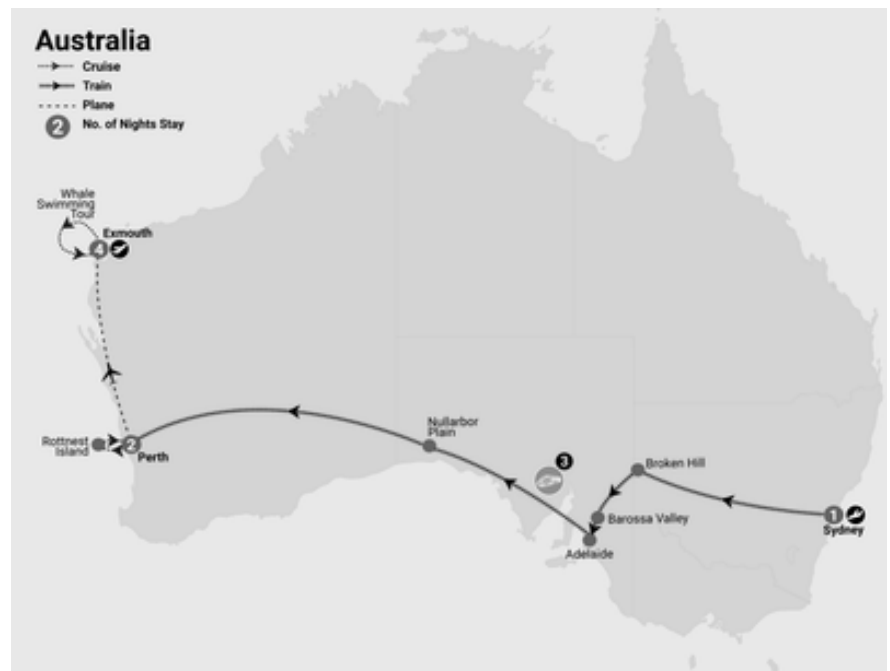 Australia
Cruise
Train
Plane
2 No. of Nights Stay
Whale
Swimming
Tour
Exmouth
4
Rottnest
Island
2
Perth
Nullarbor
Plain
3
Broken Hill
Barossa Valley
Adelaide
1
Sydney